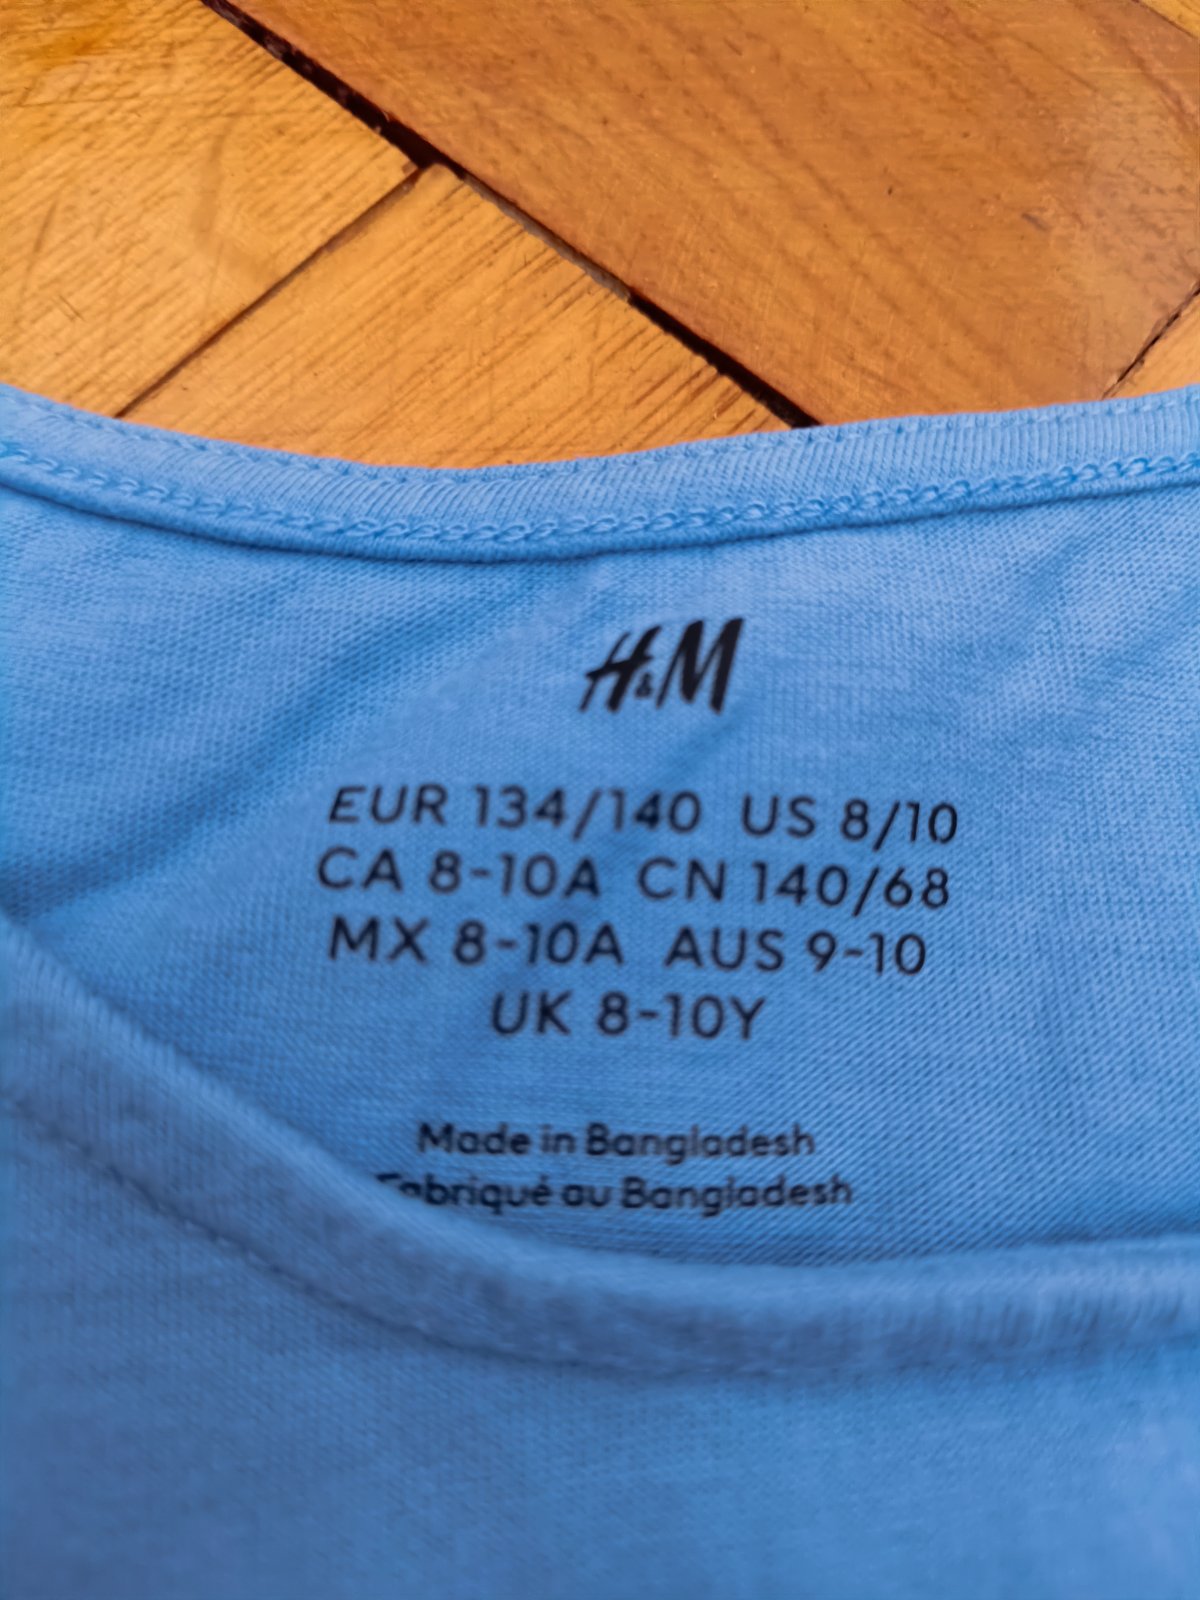 H&M
EUR 134/140 US 8/10
CA 8-10A CN 140/68
MX 8-10A AUS 9-10
UK 8-10Y
Made in Bangladesh
Fabriqué au Bangladesh